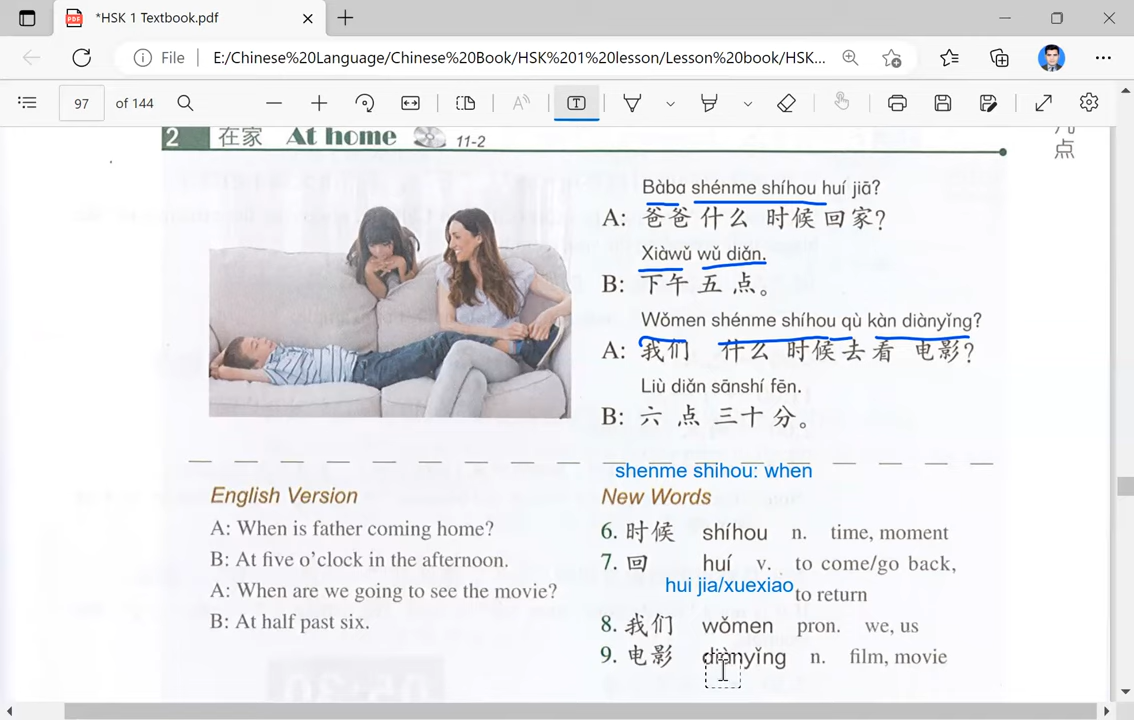 *HSK 1 Textbook.pdf
File E:/Chinese%20Language/Chinese%20Book/HSK%201%20lesson/Lesson%20book/HSK...
97 of 144
2 在家 At home 11-2
点
Bàba shénme shíhou huí jiā?
A: 爸爸 什么 时候 回 家?
Xiàwǔ wǔ diǎn.
B: 下午 五 点。
Wǒmen shénme shíhou qù kàn diànyǐng?
A: 我们 什么 时候 去 看 电影?
Liù diǎn sānshí fēn.
B: 六 点 三十 分。
shenme shihou: when
English Version
A: When is father coming home?
B: At five o'clock in the afternoon.
A: When are we going to see the movie?
B: At half past six.
New Words
6. 时候 shíhou n. time, moment
7. 回 huí v. to come/go back,
hui jia/xuexiao
to return
8. 我们 wǒmen pron. we, us
9. 电影 diànyǐng n. film, movie